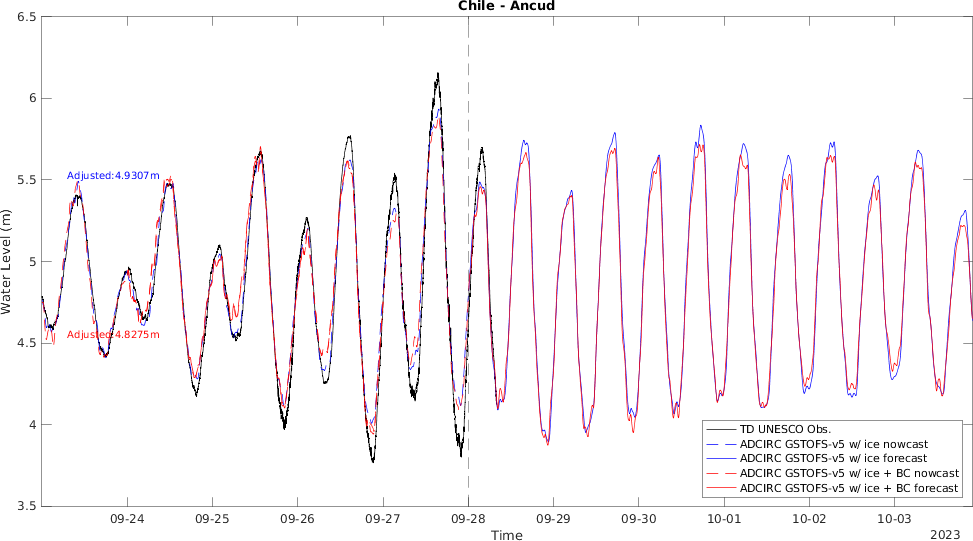 Chile - Ancud
6.5
6
5.5
5
4.5
4
3.5
Water Level (m)
Adjusted:4.9307m
Adjusted:4.8275m
TD UNESCO Obs.
ADCIRC GSTOFS-v5 w/ ice nowcast
ADCIRC GSTOFS-v5 w/ ice forecast
ADCIRC GSTOFS-v5 w/ ice + BC nowcast
ADCIRC GSTOFS-v5 w/ ice + BC forecast
09-24 09-25 09-26 09-27 09-28 09-29 09-30 10-01 10-02 10-03
Time
2023